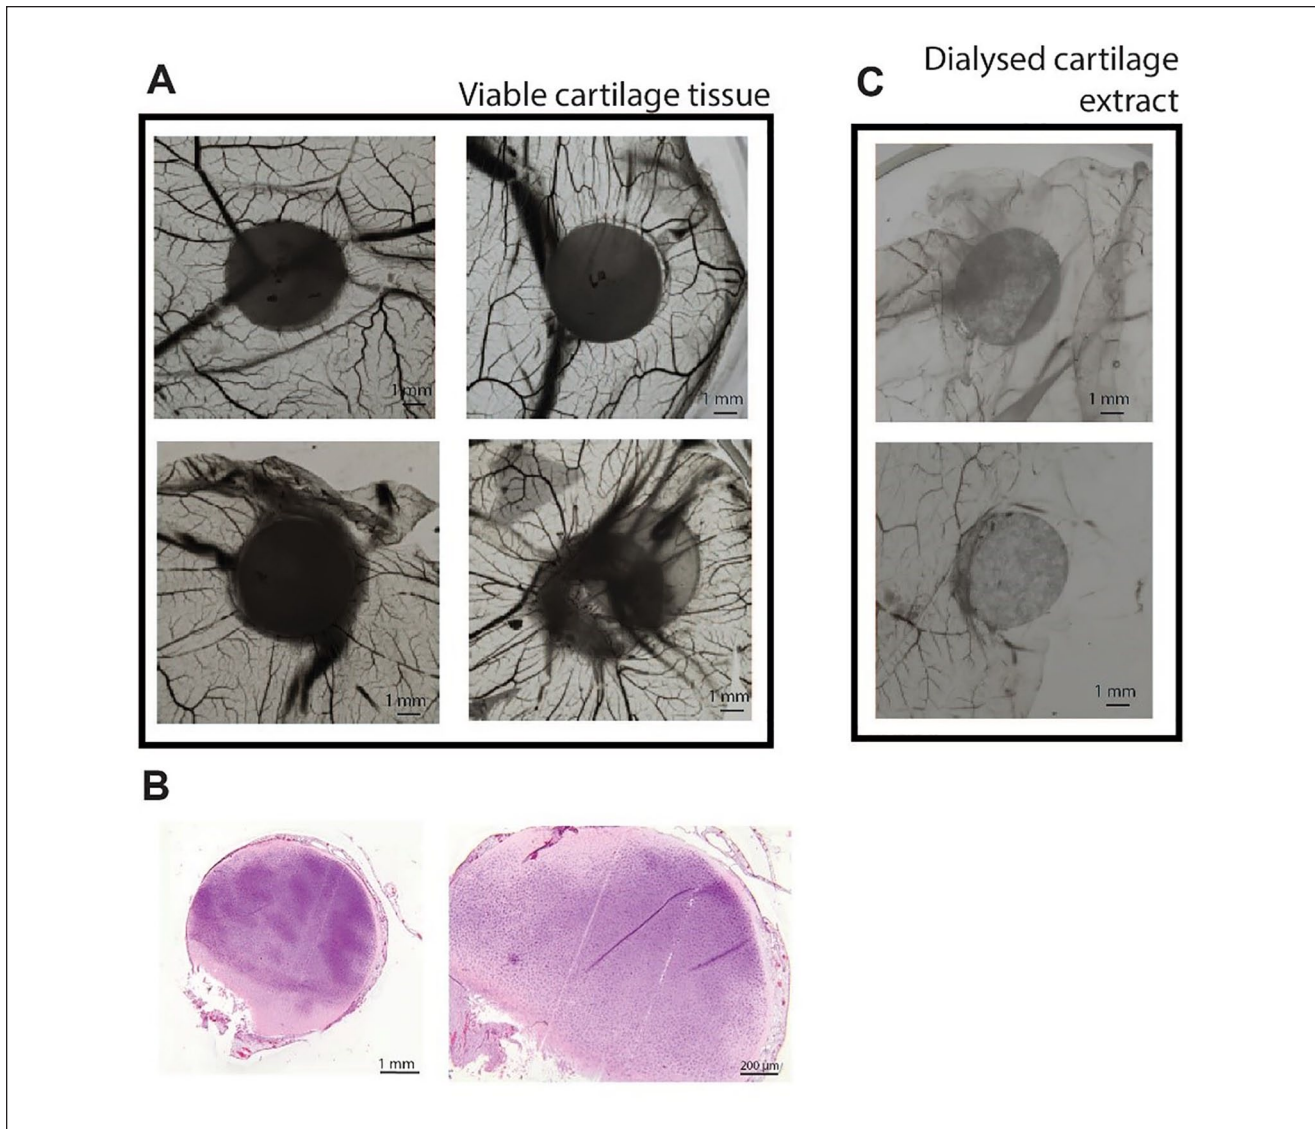 A
Viable cartilage tissue
C
Dialysed cartilage
extract
1 mm
1 mm
1 mm
1 mm
1 mm
1 mm
B
1 mm
200 µm